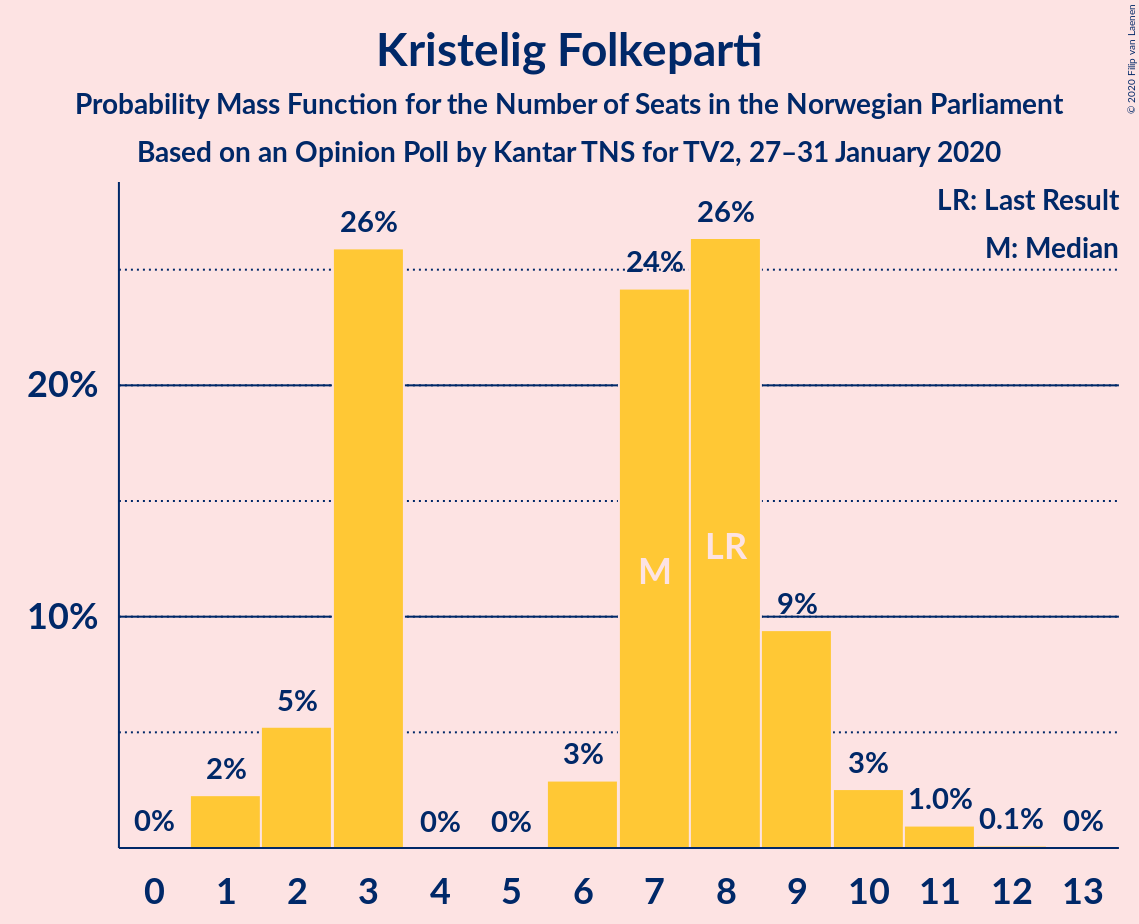 Kristelig Folkeparti
Probability Mass Function for the Number of Seats in the Norwegian Parliament
Based on an Opinion Poll by Kantar TNS for TV2, 27–31 January 2020
© 2020 Filip van Laenen
LR: Last Result
M: Median
20%
10%
0%
2%
5%
26%
0%
0%
3%
24%
26%
9%
3%
1.0%
0.1%
0%
M
LR
0 1 2 3 4 5 6 7 8 9 10 11 12 13